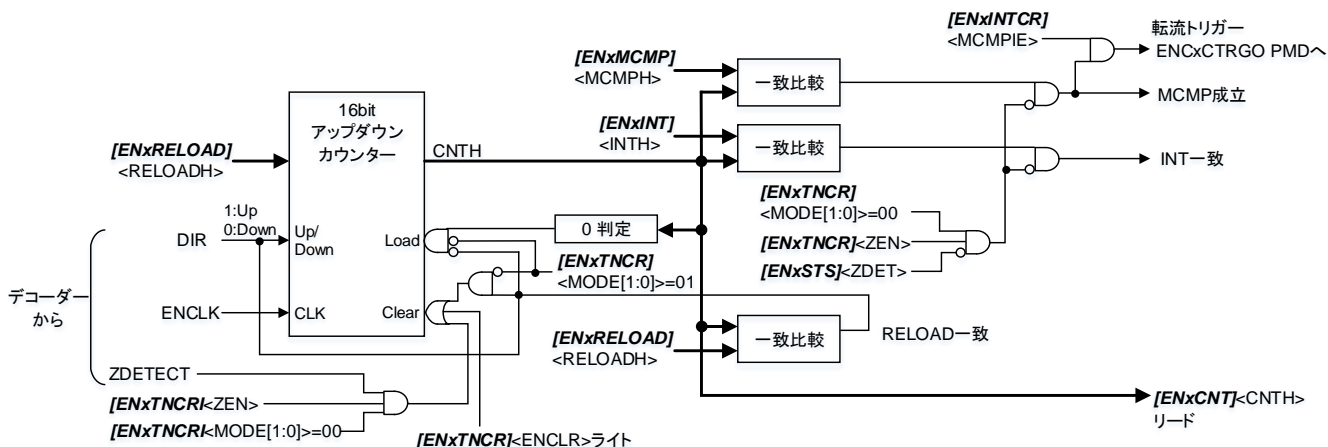 [ENxINTCR]
<MCMPIE>
転流トリガー
ENCxCTRGO PMDへ
[ENxMCMP]
<MCMPH>
一致比較
MCMP成立
16bit
アップダウン
カウンター
CNTH
[ENxINT]
<INTH>
一致比較
INT一致
[ENxRELOAD]
<RELOADH>
[ENxTNCR]
<MODE[1:0]>=00
[ENxTNCR]<ZEN>
[ENxSTS]<ZDET>
1:Up
0:Down
DIR
Up/
Down
Load
0 判定
[ENxTNCR]
<MODE[1:0]>=01
デコーダー
から
ENCLK
CLK
Clear
[ENxRELOAD]
<RELOADH>
一致比較
RELOAD一致
ZDETECT
[ENxTNCRI<ZEN>
[ENxTNCRI<MODE[1:0]>=00
[ENxTNCR]<ENCLR>ライト
[ENxCNT]<CNTH>
リード